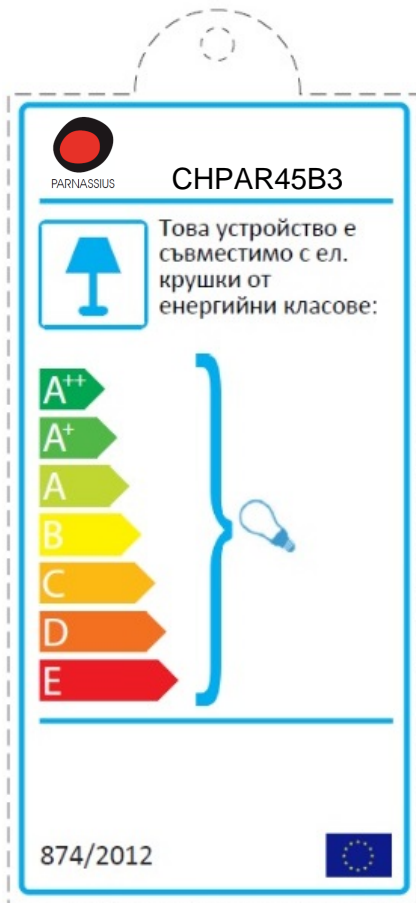 PARNASSIUS
CHPAR45B3
Това устройство е
съвместимо с ел.
крушки от
енергийни класове:
A++
A+
A
B
C
D
E
874/2012